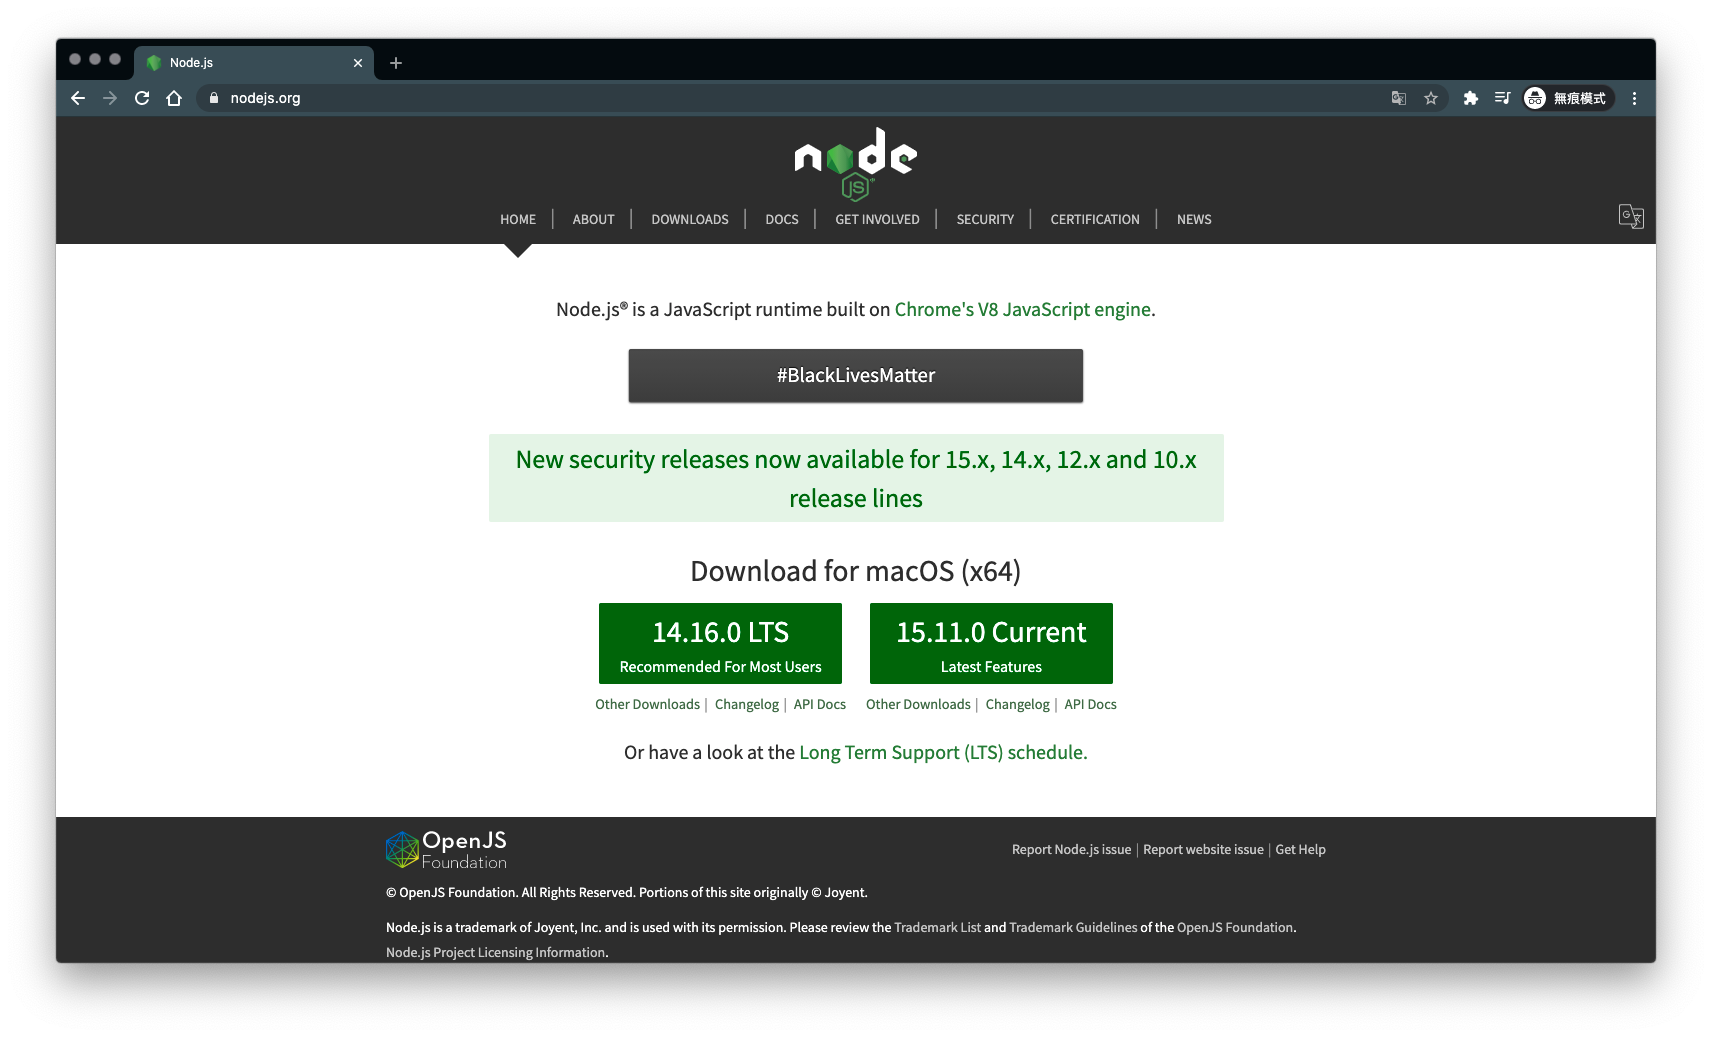 Node.js
nodejs.org
無痕模式
node
JS
HOME | ABOUT | DOWNLOADS | DOCS | GET INVOLVED | SECURITY | CERTIFICATION | NEWS
Node.js® is a JavaScript runtime built on Chrome's V8 JavaScript engine.
#BlackLivesMatter
New security releases now available for 15.x, 14.x, 12.x and 10.x
release lines
Download for macOS (x64)
14.16.0 LTS
Recommended For Most Users
15.11.0 Current
Latest Features
Other Downloads | Changelog | API Docs
Other Downloads | Changelog | API Docs
Or have a look at the Long Term Support (LTS) schedule.
OpenJS
Foundation
Report Node.js issue | Report website issue | Get Help
© OpenJS Foundation. All Rights Reserved. Portions of this site originally © Joyent.
Node.js is a trademark of Joyent, Inc. and is used with its permission. Please review the Trademark List and Trademark Guidelines of the OpenJS Foundation.
Node.js Project Licensing Information.